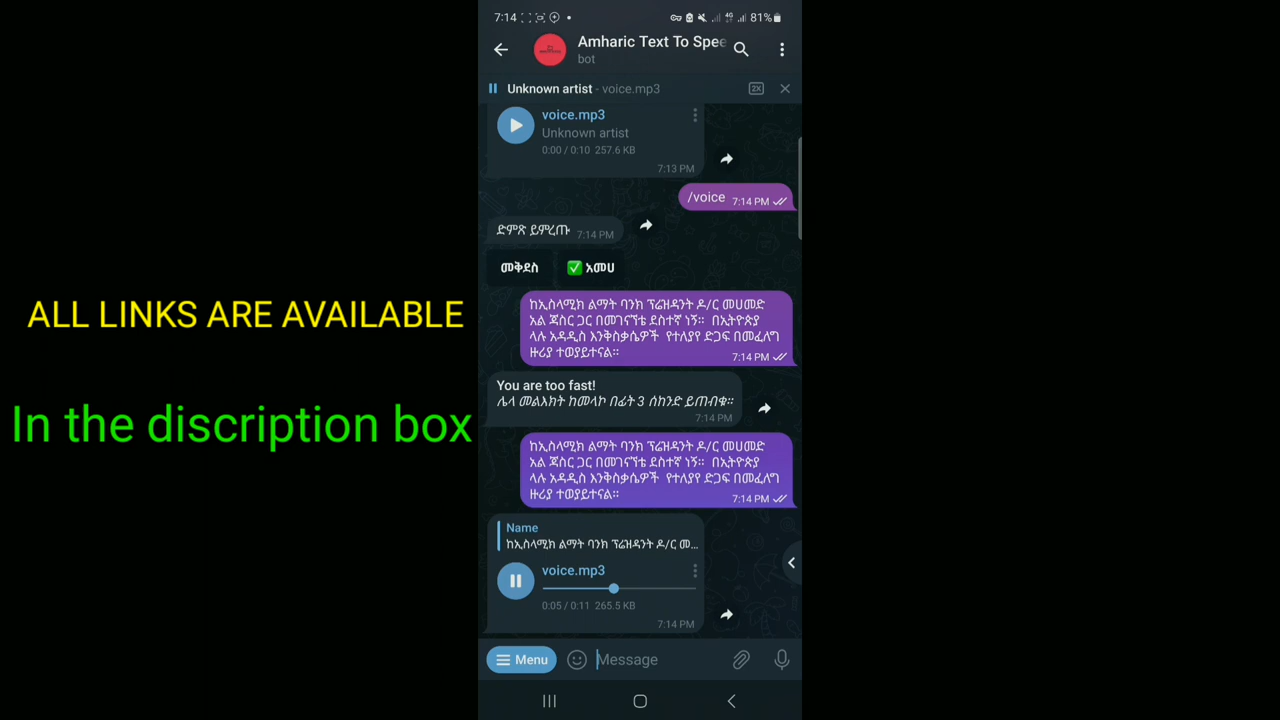 7:14
4G
81%
Amharic Text To Spee
bot
Unknown artist - voice.mp3
2X
voice.mp3
Unknown artist
0:00 / 0:10 257.6 KB
7:13 PM
/voice 7:14 PM
ድምጽ ይምረጡ 7:14 PM
መቅደስ
✅ አመሀ
ከኢስላሚክ ልማት ባንክ ፕሬዝዳንት ዶ/ር መሀመድ
አል ጃስር ጋር በመገናኘቴ ደስተኛ ነኝ። በኢትዮጵያ
ላሉ አዳዲስ እንቅስቃሴዎች የተለያየ ድጋፍ በመፈለግ
ዙሪያ ተወያይተናል።
7:14 PM
You are too fast!
ሌላ መልእክት ከመላኮ በፊት 3 ሰከንድ ይጠብቁ።
7:14 PM
ከኢስላሚክ ልማት ባንክ ፕሬዝዳንት ዶ/ር መሀመድ
አል ጃስር ጋር በመገናኘቴ ደስተኛ ነኝ። በኢትዮጵያ
ላሉ አዳዲስ እንቅስቃሴዎች የተለያየ ድጋፍ በመፈለግ
ዙሪያ ተወያይተናል።
7:14 PM
Name
ከኢስላሚክ ልማት ባንክ ፕሬዝዳንት ዶ/ር መ...
voice.mp3
0:05 / 0:11 265.5 KB
7:14 PM
Menu
Message
ALL LINKS ARE AVAILABLE
In the discription box